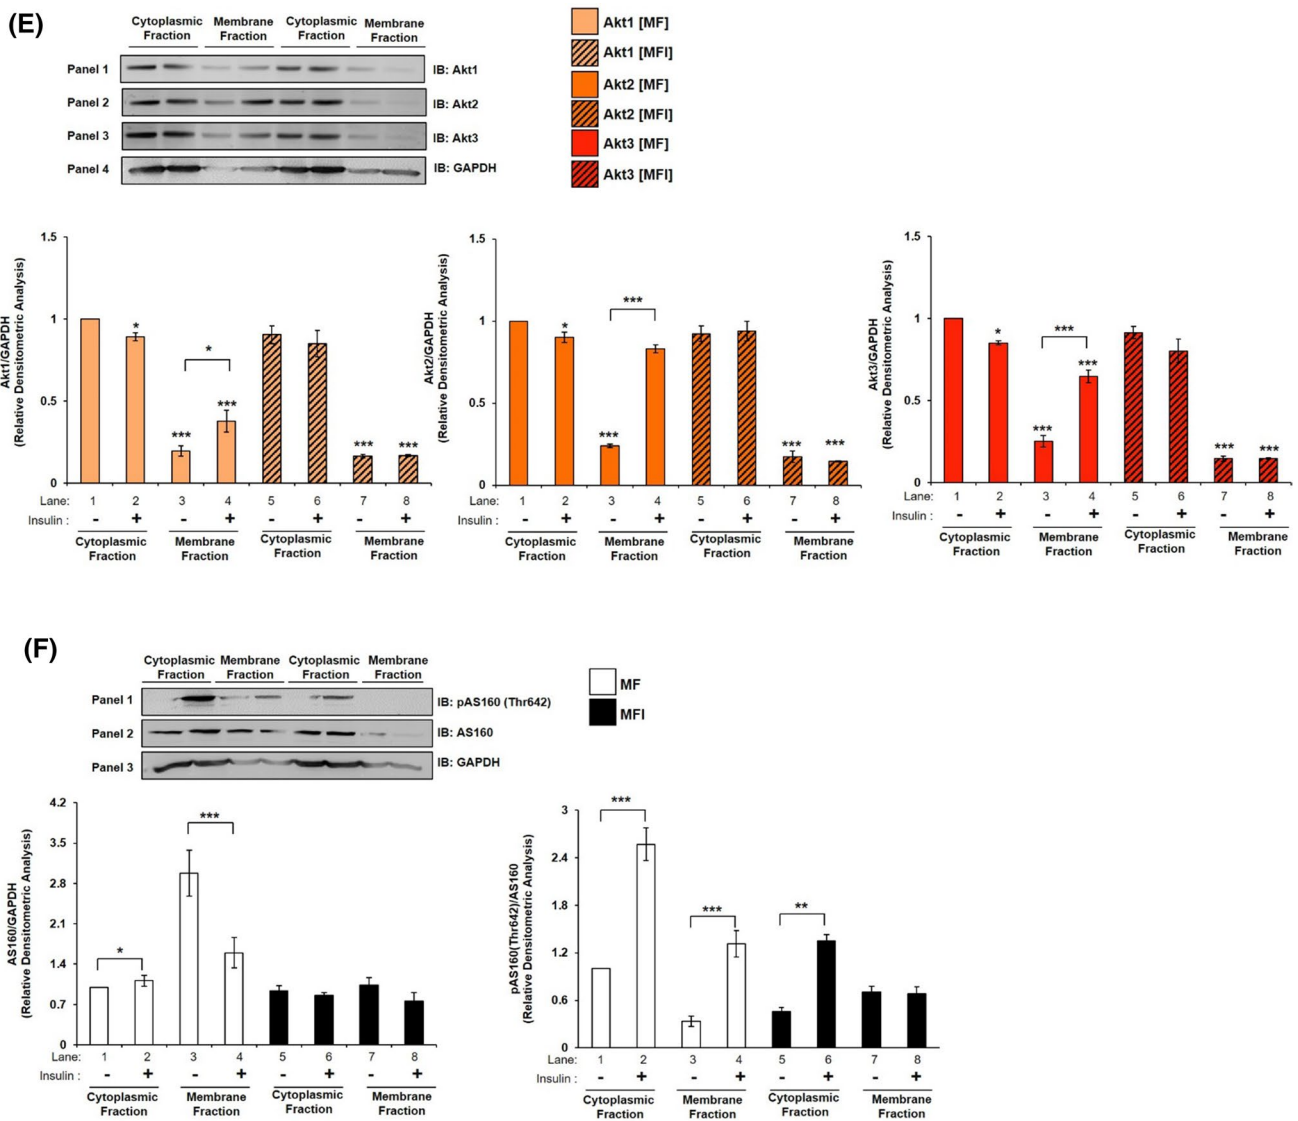 (E)
Cytoplasmic Fraction
Membrane Fraction
Cytoplasmic Fraction
Membrane Fraction
Panel 1
IB: Akt1
Panel 2
IB: Akt2
Panel 3
IB: Akt3
Panel 4
IB: GAPDH
Akt1 [MF]
Akt1 [MFI]
Akt2 [MF]
Akt2 [MFI]
Akt3 [MF]
Akt3 [MFI]
Akt1/GAPDH
(Relative Densitometric Analysis)
1.5
1
0.5
0
*
***
*
***
***
***
Lane: 1 2 3 4 5 6 7 8
Insulin : - + - + - + - +
Cytoplasmic Fraction
Membrane Fraction
Cytoplasmic Fraction
Membrane Fraction
Akt2/GAPDH
(Relative Densitometric Analysis)
1.5
1
0.5
0
*
***
***
***
***
Lane: 1 2 3 4 5 6 7 8
Insulin : - + - + - + - +
Cytoplasmic Fraction
Membrane Fraction
Cytoplasmic Fraction
Membrane Fraction
Akt3/GAPDH
(Relative Densitometric Analysis)
1.5
1
0.5
0
*
***
***
***
***
***
Lane: 1 2 3 4 5 6 7 8
Insulin : - + - + - + - +
Cytoplasmic Fraction
Membrane Fraction
Cytoplasmic Fraction
Membrane Fraction
(F)
Cytoplasmic Fraction
Membrane Fraction
Cytoplasmic Fraction
Membrane Fraction
Panel 1
IB: pAS160 (Thr642)
Panel 2
IB: AS160
Panel 3
IB: GAPDH
MF
MFI
AS160/GAPDH
(Relative Densitometric Analysis)
4.2
3.5
2.8
2.1
1.4
0.7
0
*
***
Lane: 1 2 3 4 5 6 7 8
Insulin : - + - + - + - +
Cytoplasmic Fraction
Membrane Fraction
Cytoplasmic Fraction
Membrane Fraction
pAS160(Thr642)/AS160
(Relative Densitometric Analysis)
3
2.4
1.8
1.2
0.6
0
***
***
**
Lane: 1 2 3 4 5 6 7 8
Insulin : - + - + - + - +
Cytoplasmic Fraction
Membrane Fraction
Cytoplasmic Fraction
Membrane Fraction